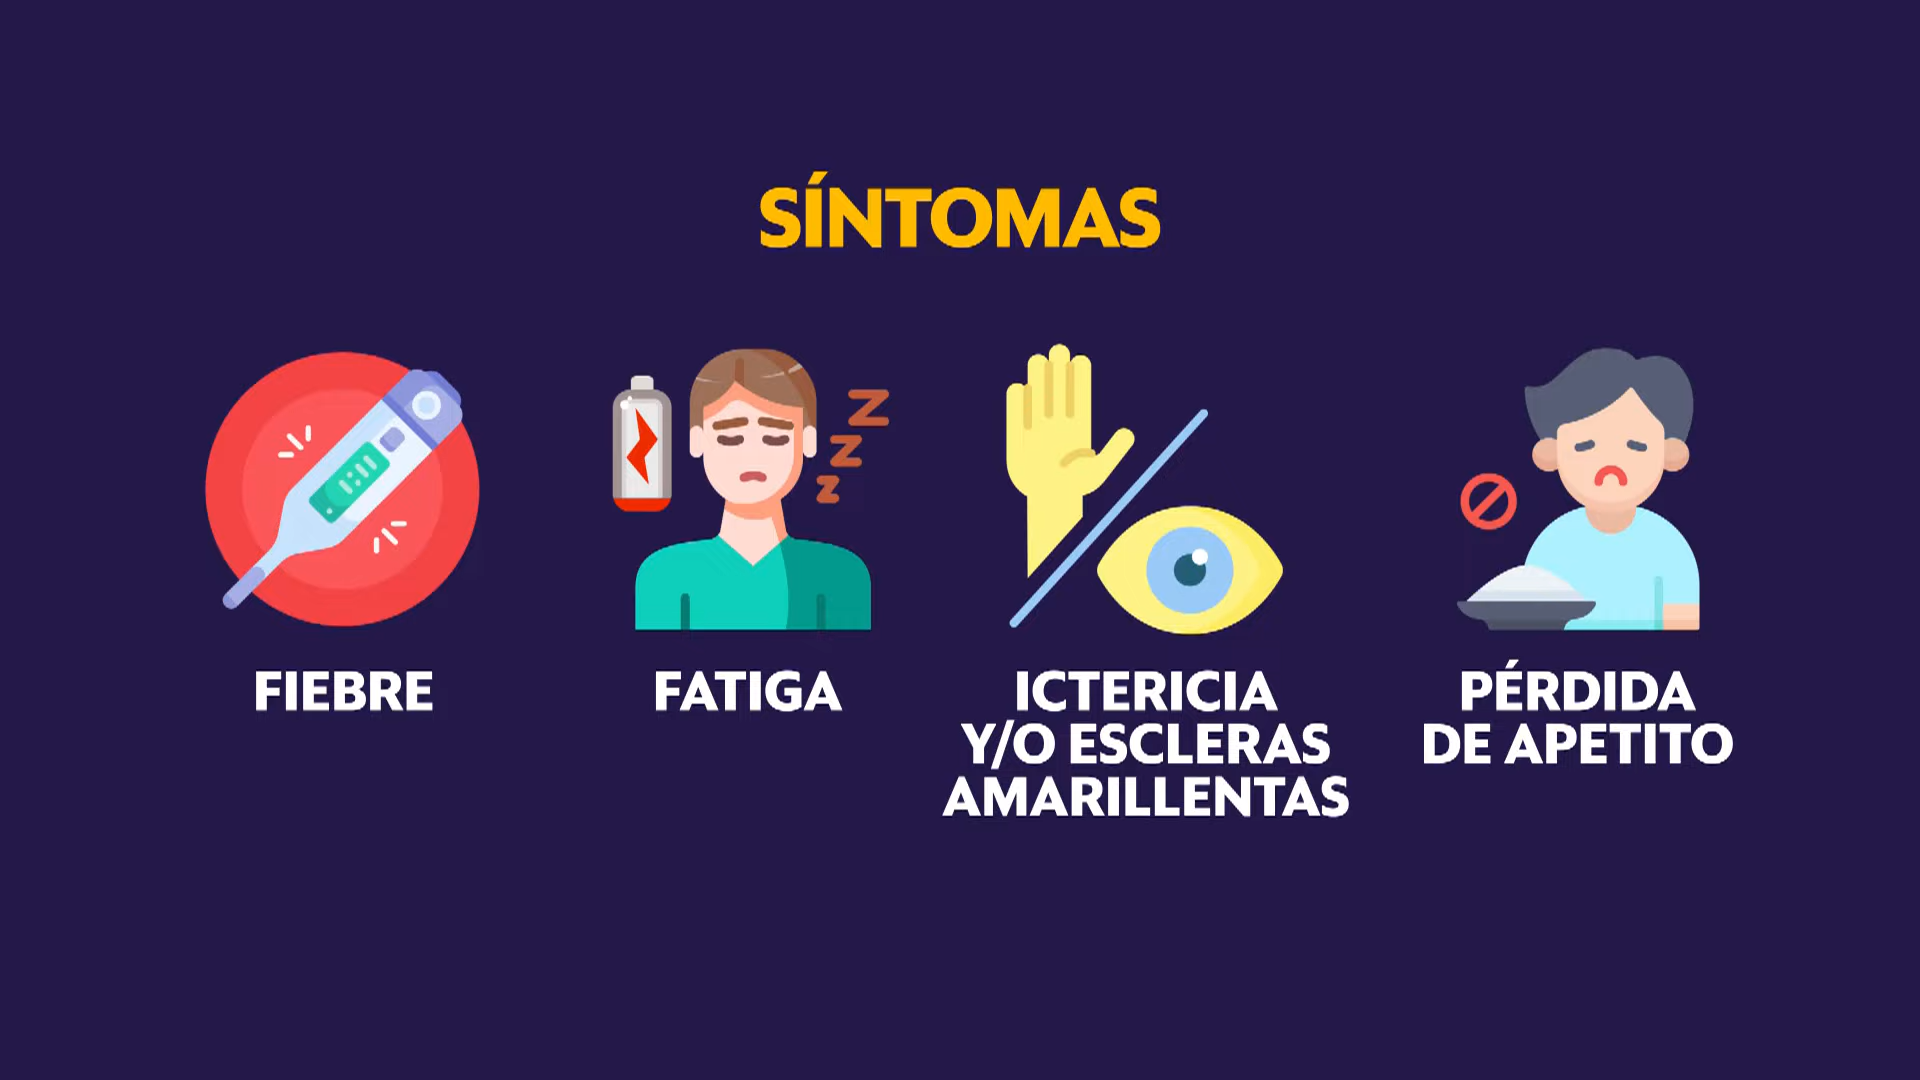 SÍNTOMAS
FIEBRE
FATIGA
ICTERICIA
Y/O ESCLERAS
AMARILLENTAS
PÉRDIDA
DE APETITO